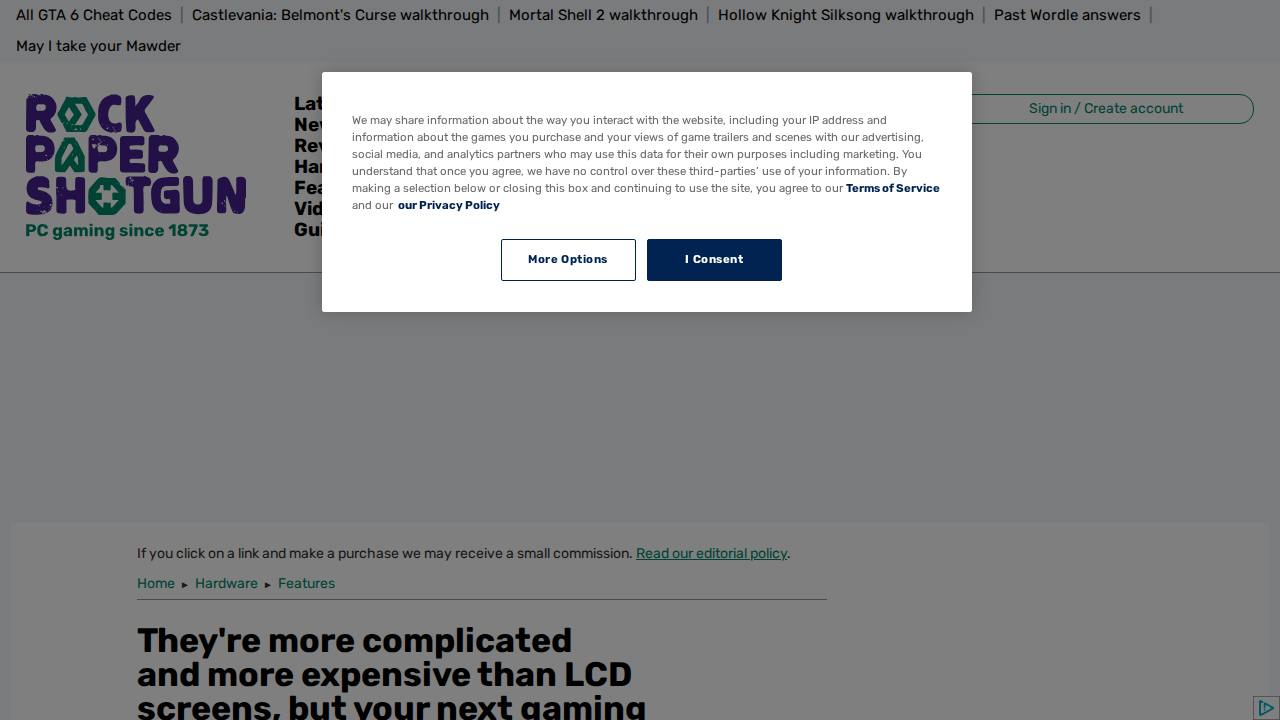 All GTA 6 Cheat Codes | Castlevania: Belmont's Curse walkthrough | Mortal Shell 2 walkthrough | Hollow Knight Silksong walkthrough | Past Wordle answers |
May I take your Mawder
ROCK
PAPER
SHOTGUN
PC gaming since 1873
Sign in / Create account
We may share information about the way you interact with the website, including your IP address and
information about the games you purchase and your views of game trailers and scenes with our advertising,
social media, and analytics partners who may use this data for their own purposes including marketing. You
understand that once you agree, we have no control over these third-parties' use of your information. By
making a selection below or closing this box and continuing to use the site, you agree to our Terms of Service
and our our Privacy Policy
More Options
I Consent
If you click on a link and make a purchase we may receive a small commission. Read our editorial policy.
Home ▸ Hardware ▸ Features
They're more complicated
and more expensive than LCD
screens, but your next gaming